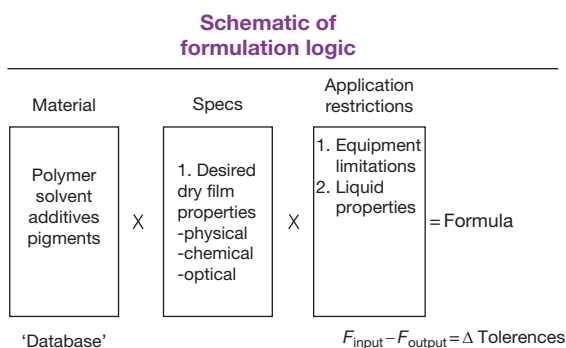 Schematic of
formulation logic
Material
Specs
Application
restrictions
Polymer
solvent
additives
pigments
X
1. Desired
dry film
properties
-physical
-chemical
-optical
X
1. Equipment
limitations
2. Liquid
properties
= Formula
'Database'
Finput – Foutput = Δ Tolerences